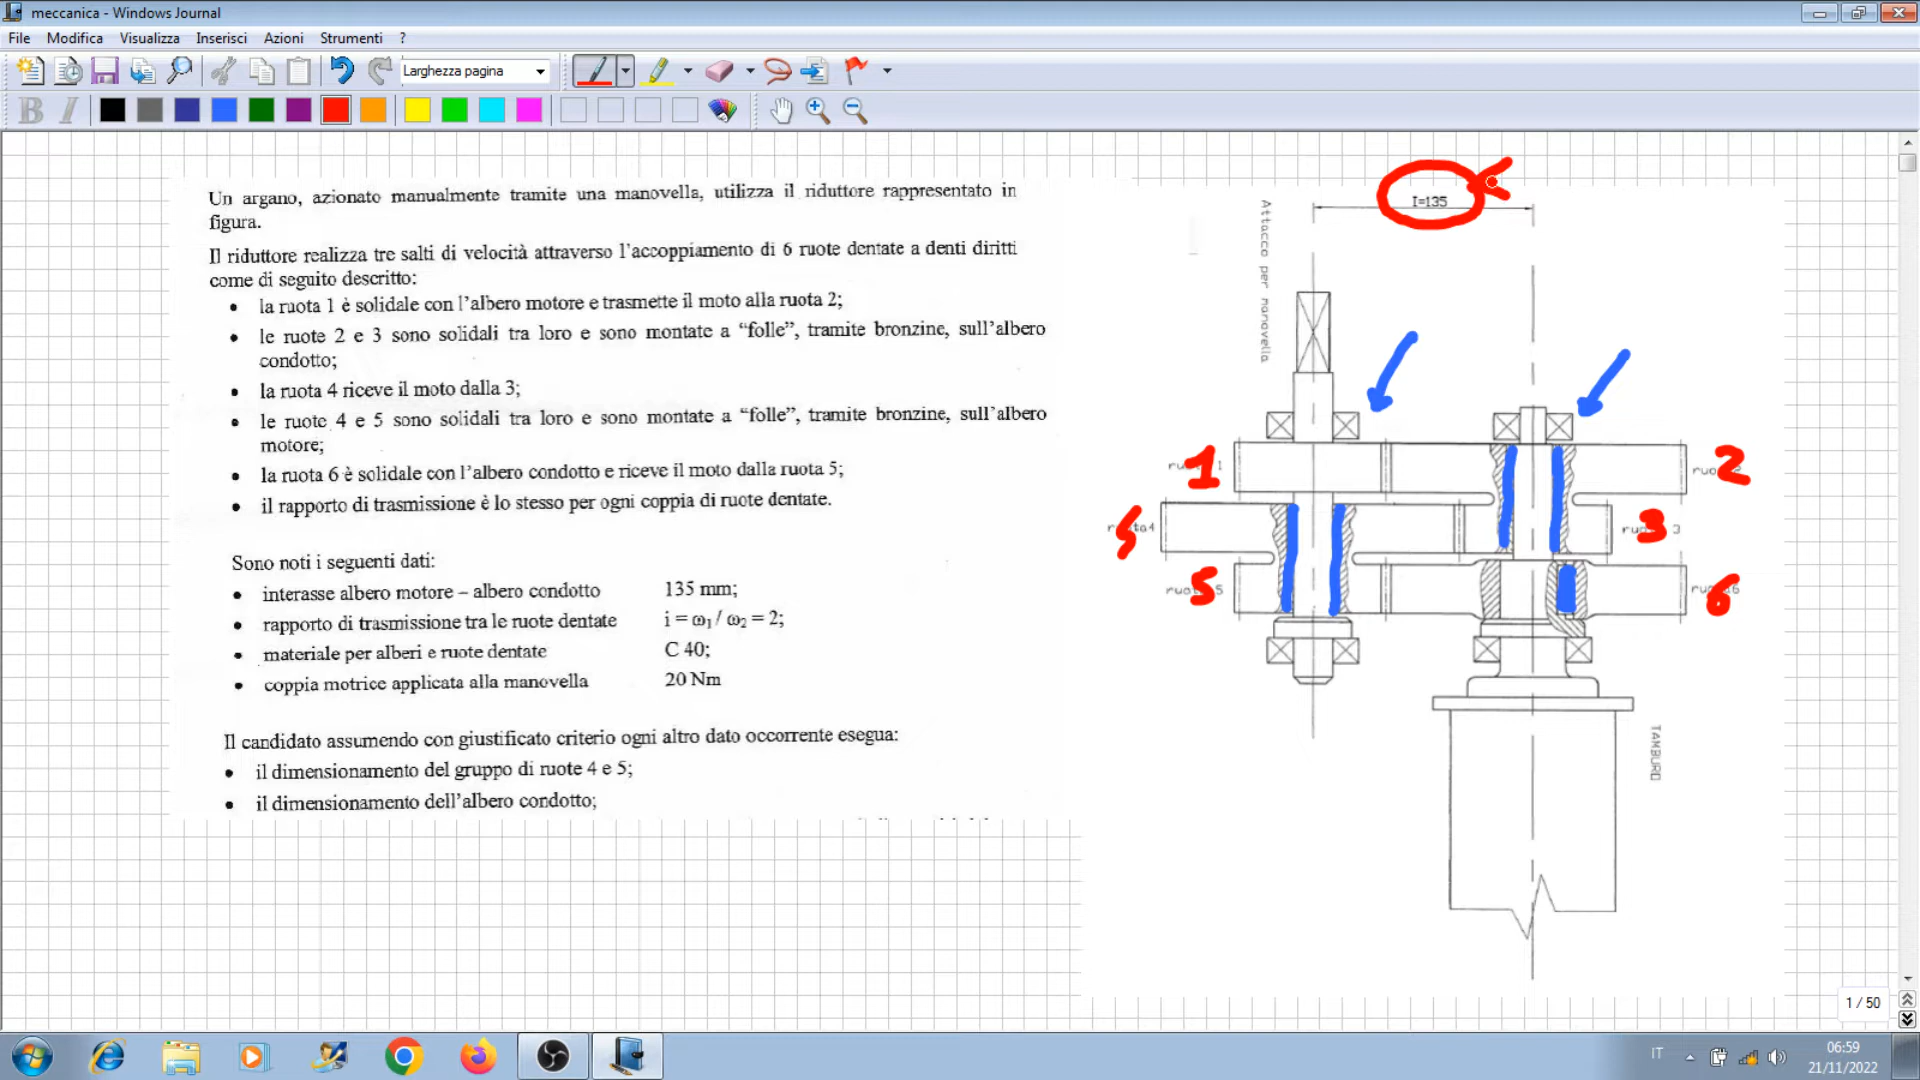 meccanica - Windows Journal
File Modifica Visualizza Inserisci Azioni Strumenti ?
Larghezza pagina
B I
Un argano, azionato manualmente tramite una manovella, utilizza il riduttore rappresentato in
figura.
Il riduttore realizza tre salti di velocità attraverso l'accoppiamento di 6 ruote dentate a denti diritti
come di seguito descritto:
• la ruota 1 è solidale con l'albero motore e trasmette il moto alla ruota 2;
• le ruote 2 e 3 sono solidali tra loro e sono montate a "folle", tramite bronzine, sull'albero
condotto;
• la ruota 4 riceve il moto dalla 3;
• le ruote 4 e 5 sono solidali tra loro e sono montate a "folle", tramite bronzine, sull'albero
motore;
• la ruota 6 è solidale con l'albero condotto e riceve il moto dalla ruota 5;
• il rapporto di trasmissione è lo stesso per ogni coppia di ruote dentate.
Sono noti i seguenti dati:
• interasse albero motore – albero condotto 135 mm;
• rapporto di trasmissione tra le ruote dentate i = ω1 / ω2 = 2;
• materiale per alberi e ruote dentate C 40;
• coppia motrice applicata alla manovella 20 Nm
Il candidato assumendo con giustificato criterio ogni altro dato occorrente esegua:
• il dimensionamento del gruppo di ruote 4 e 5;
• il dimensionamento dell'albero condotto;
I=135
Attacco per manovella
1
2
3
5
6
TAMBURO
1 / 50
IT
06:59
21/11/2022